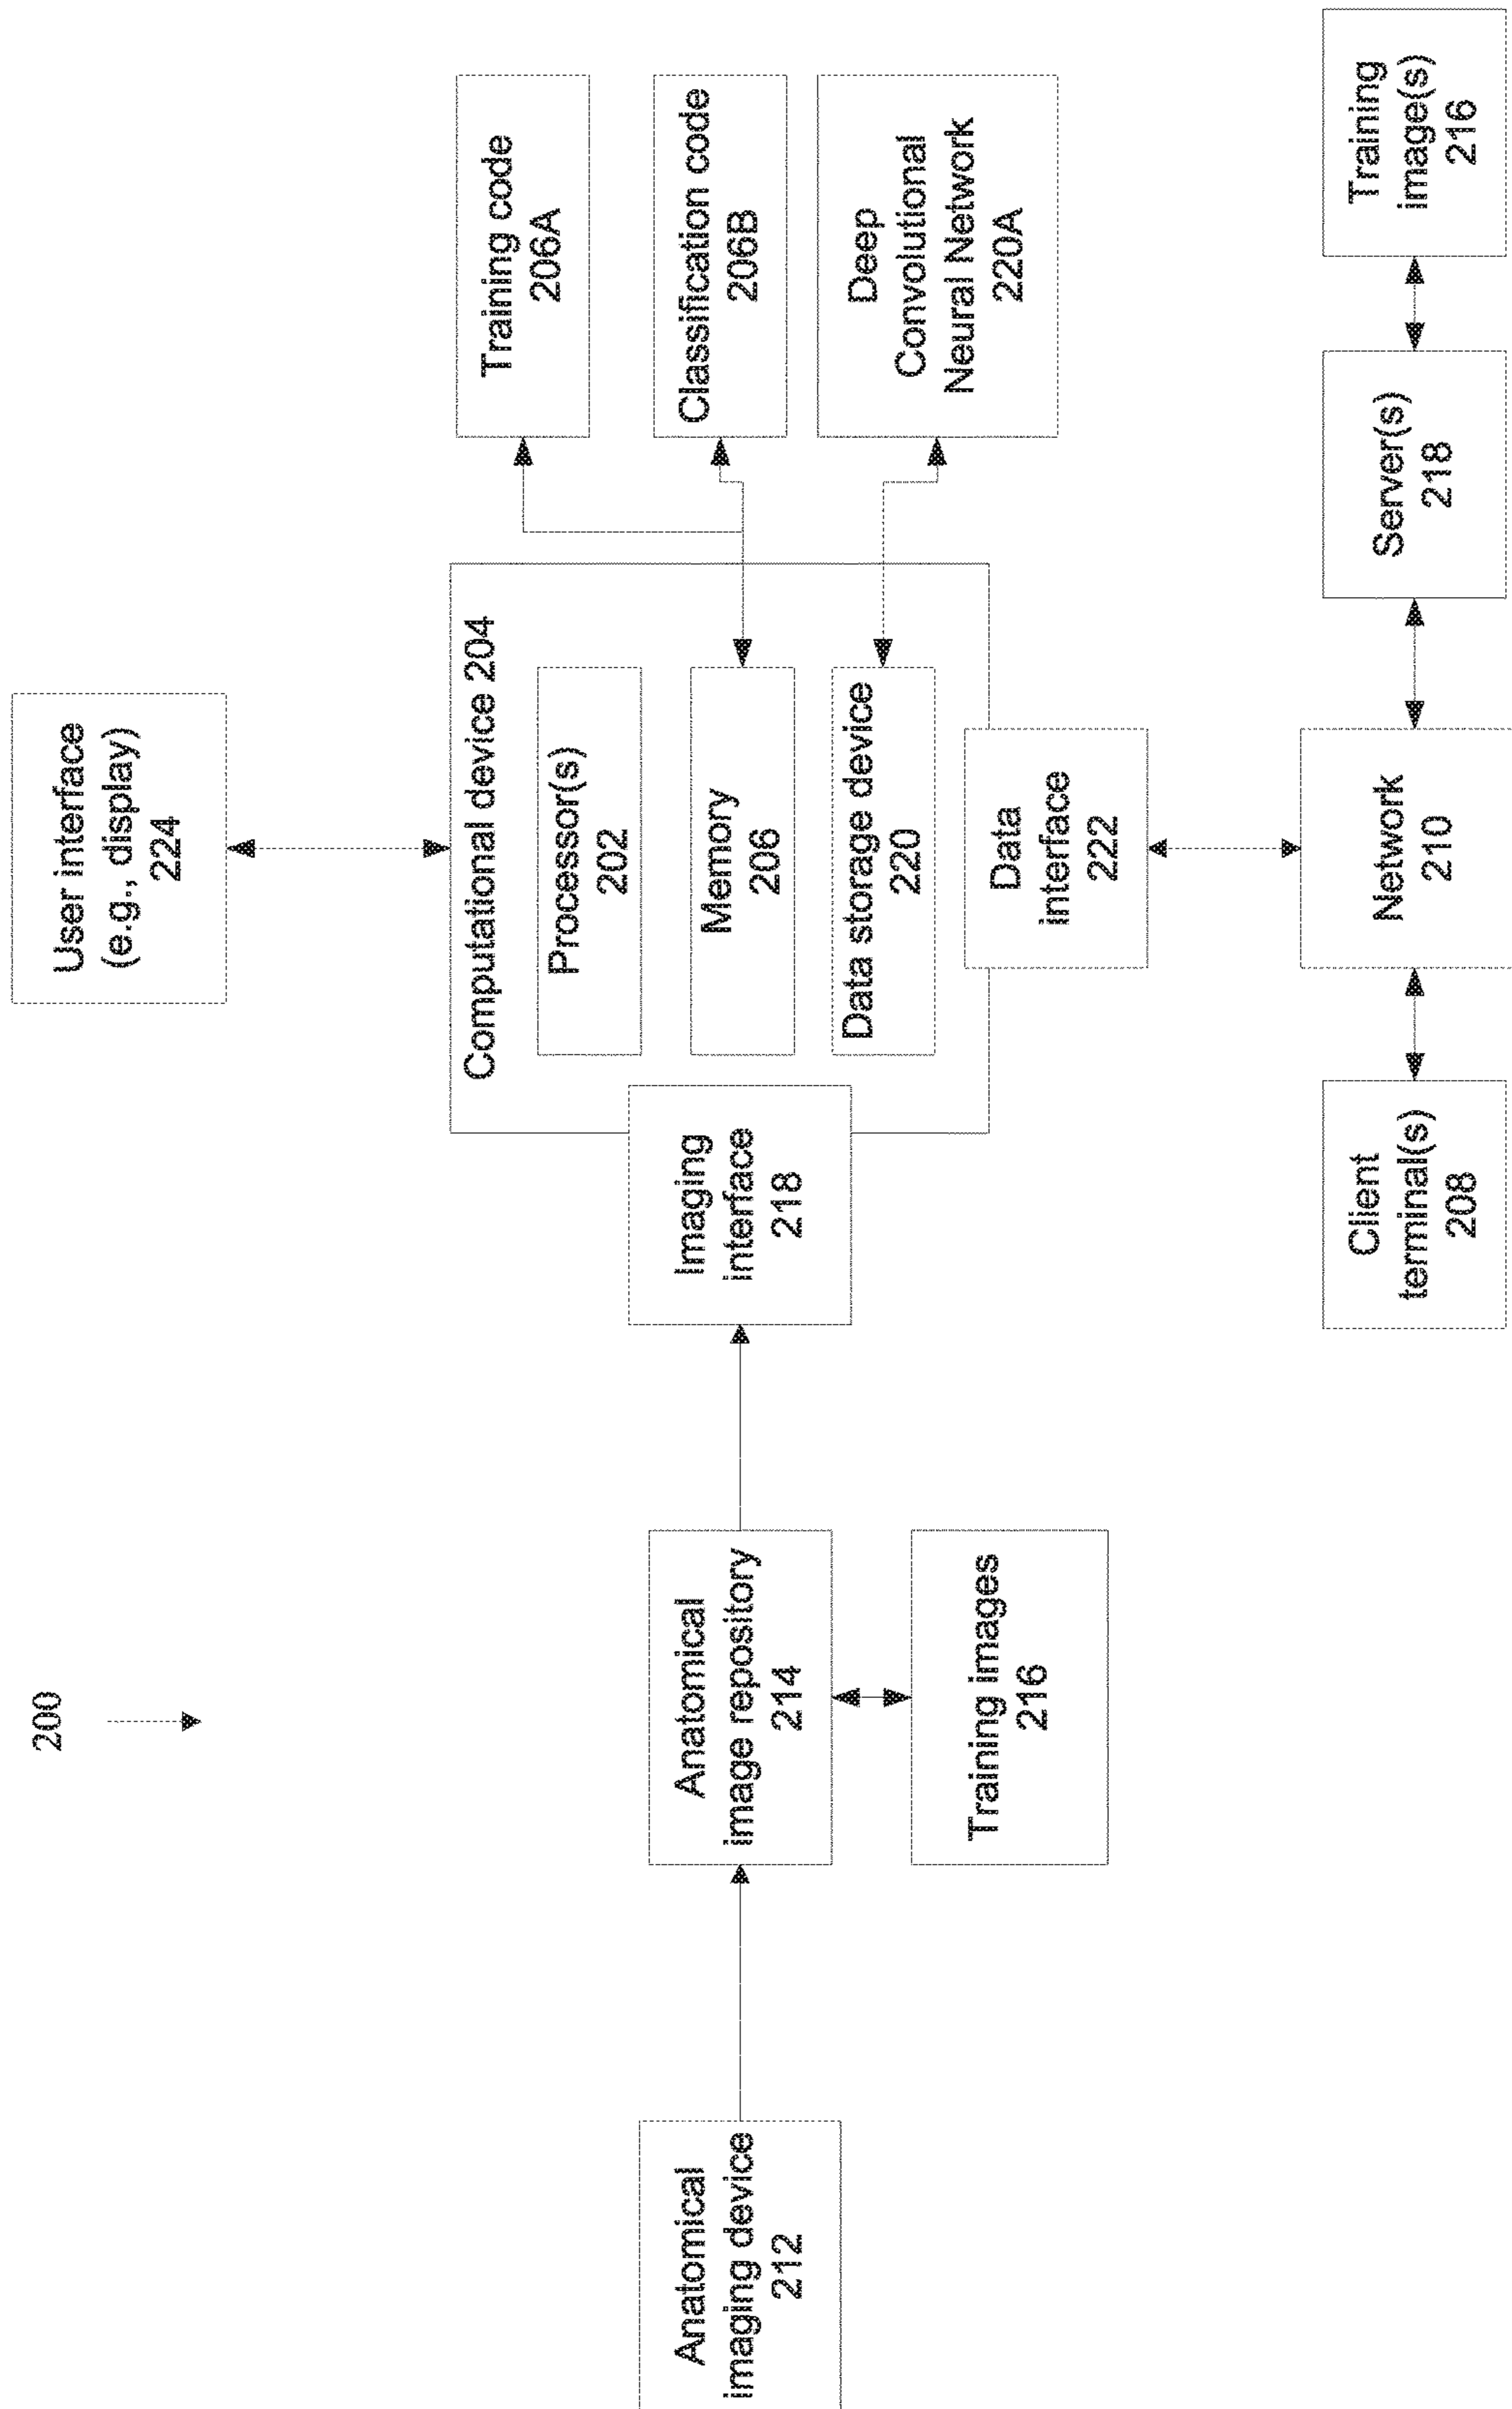 200
User interface
(e.g., display)
224
Computational device 204
Processor(s)
202
Memory
206
Data storage device
220
Training code
206A
Classification code
206B
Deep
Convolutional
Neural Network
220A
Anatomical
imaging device
212
Anatomical
image repository
214
Training images
216
Imaging
interface
218
Data
interface
222
Client
terminal(s)
208
Network
210
Server(s)
218
Training
image(s)
216